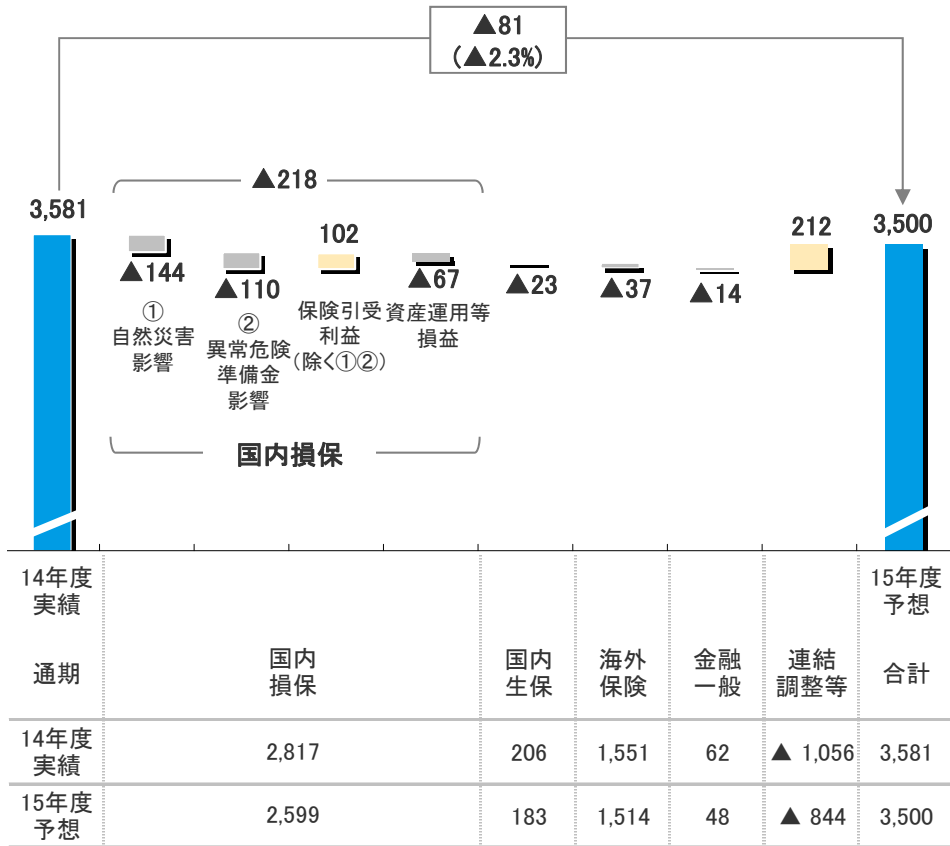 ▲81
(▲2.3%)
▲218
3,581
3,500
▲144
▲110
102
▲67
▲23
▲37
▲14
212
①
自然災害
影響
②
異常危険
準備金
影響
保険引受
利益
(除く①②)
資産運用等
損益
国内損保
14年度
実績
15年度
予想
通期
国内
損保
国内
生保
海外
保険
金融
一般
連結
調整等
合計
14年度
実績
2,817 206 1,551 62 ▲ 1,056 3,581
15年度
予想
2,599 183 1,514 48 ▲ 844 3,500